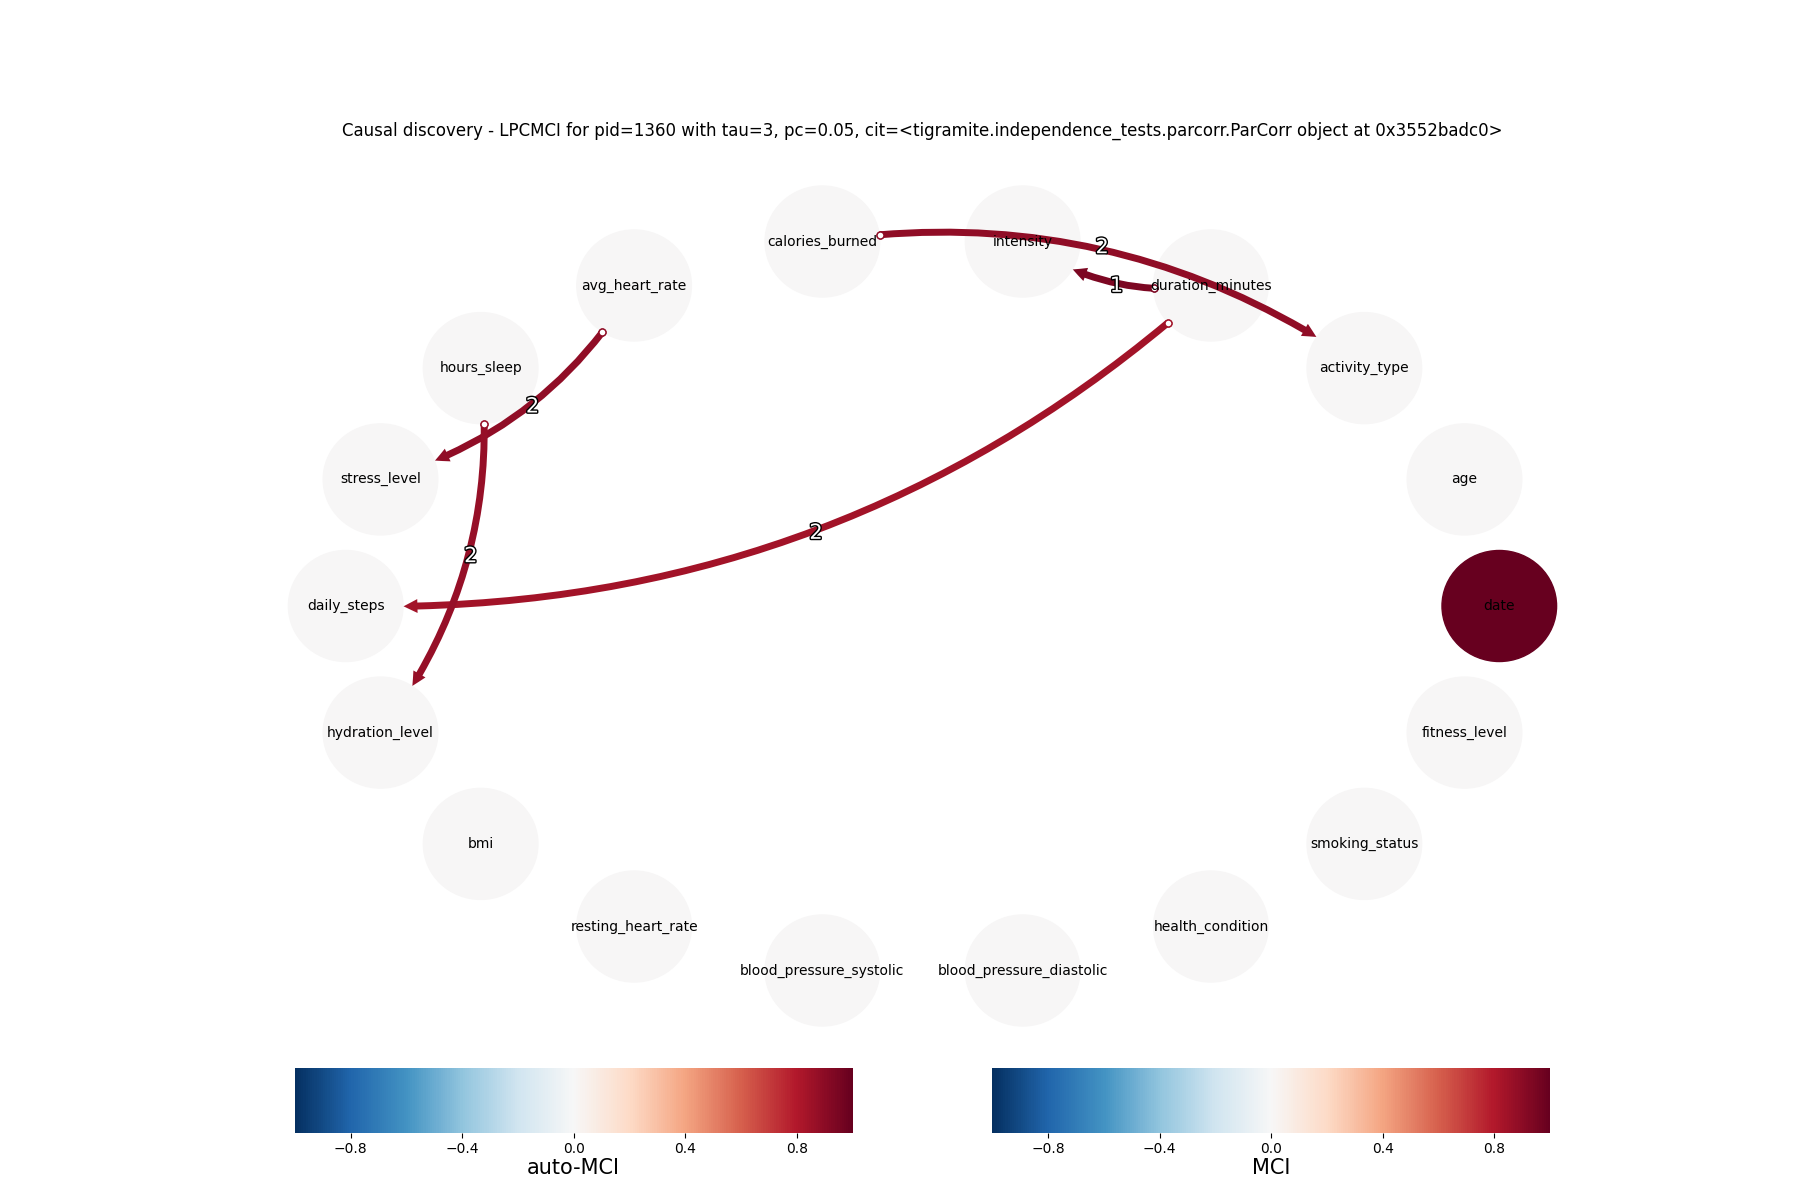 Causal discovery - LPCMCI for pid=1360 with tau=3, pc=0.05, cit=<tigramite.independence_tests.parcorr.ParCorr object at 0x3552badc0>
calories_burned
intensity
2
avg_heart_rate
1
duration_minutes
hours_sleep
activity_type
2
stress_level
age
2
2
daily_steps
date
hydration_level
fitness_level
bmi
smoking_status
resting_heart_rate
health_condition
blood_pressure_systolic
blood_pressure_diastolic
−0.8 −0.4 0.0 0.4 0.8
auto-MCI
−0.8 −0.4 0.0 0.4 0.8
MCI